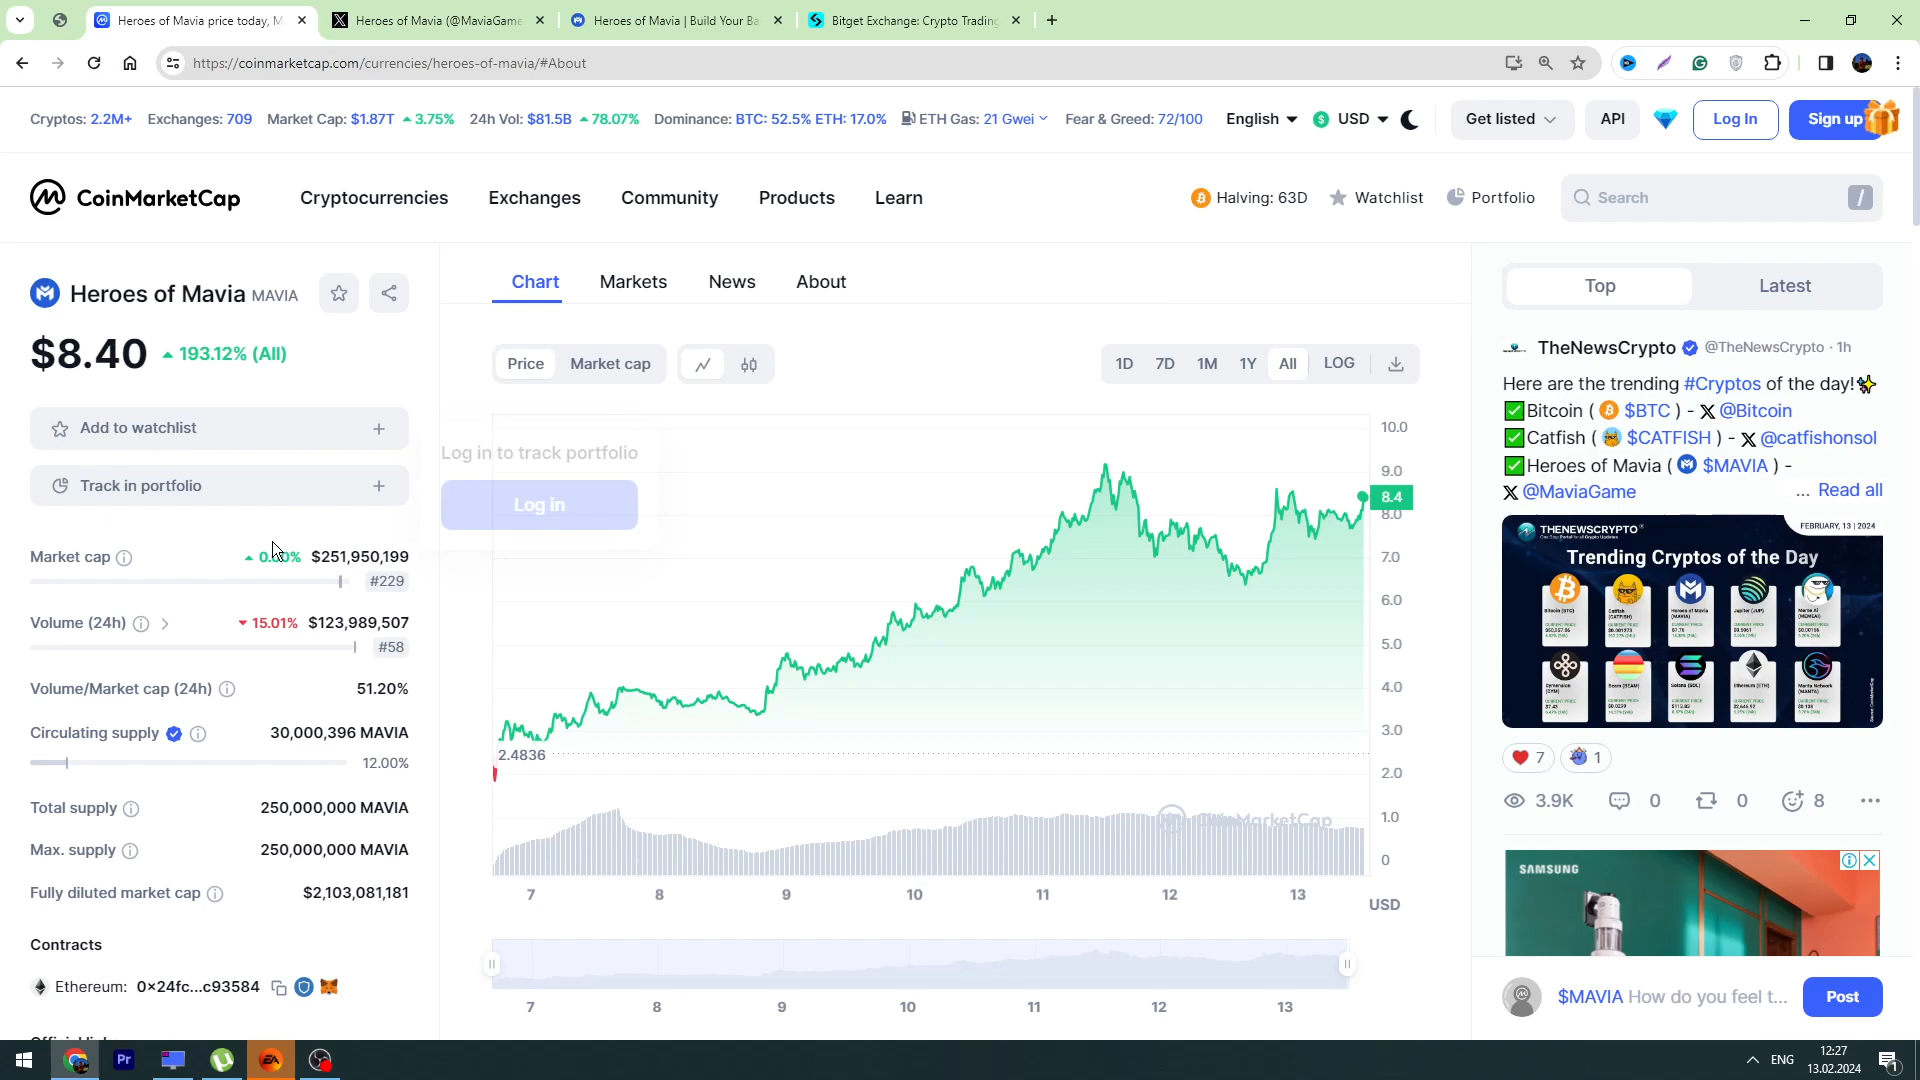 Heroes of Mavia price today, M
Heroes of Mavia (@MaviaGame
Heroes of Mavia | Build Your Ba
Bitget Exchange: Crypto Trading
https://coinmarketcap.com/currencies/heroes-of-mavia/#About
Cryptos: 2.2M+ Exchanges: 709 Market Cap: $1.87T 3.75% 24h Vol: $81.5B 78.07% Dominance: BTC: 52.5% ETH: 17.0% ETH Gas: 21 Gwei Fear & Greed: 72/100 English $ USD Get listed API Log In Sign up
CoinMarketCap Cryptocurrencies Exchanges Community Products Learn Halving: 63D Watchlist Portfolio Search /
Heroes of Mavia MAVIA
$8.40 193.12% (All)
Add to watchlist +
Track in portfolio +
Log in to track portfolio
Log in
Market cap $251,950,199
#229
Volume (24h) 15.01% $123,989,507
#58
Volume/Market cap (24h) 51.20%
Circulating supply 30,000,396 MAVIA
12.00%
Total supply 250,000,000 MAVIA
Max. supply 250,000,000 MAVIA
Fully diluted market cap $2,103,081,181
Contracts
Ethereum: 0x24fc...c93584
Chart Markets News About
Price Market cap 1D 7D 1M 1Y All LOG
10.0
9.0
8.4
8.0
7.0
6.0
5.0
4.0
3.0
2.4836
2.0
1.0
CoinMarketCap
0
7 8 9 10 11 12 13
USD
7 8 9 10 11 12 13
Top Latest
TheNewsCrypto @TheNewsCrypto · 1h
Here are the trending #Cryptos of the day!
Bitcoin ( $BTC ) - X @Bitcoin
Catfish ( $CATFISH ) - X @catfishonsol
Heroes of Mavia ( $MAVIA ) -
X @MaviaGame ... Read all
THENEWSCRYPTO
FEBRUARY, 13 | 2024
Trending Cryptos of the Day
7 1
3.9K 0 0 8
SAMSUNG
$MAVIA How do you feel t... Post
Pr EA ENG 12:27
13.02.2024
1